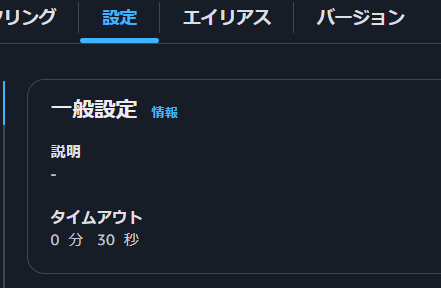 リング 設定 エイリアス バージョン
一般設定 情報
説明
-
タイムアウト
0 分 30 秒